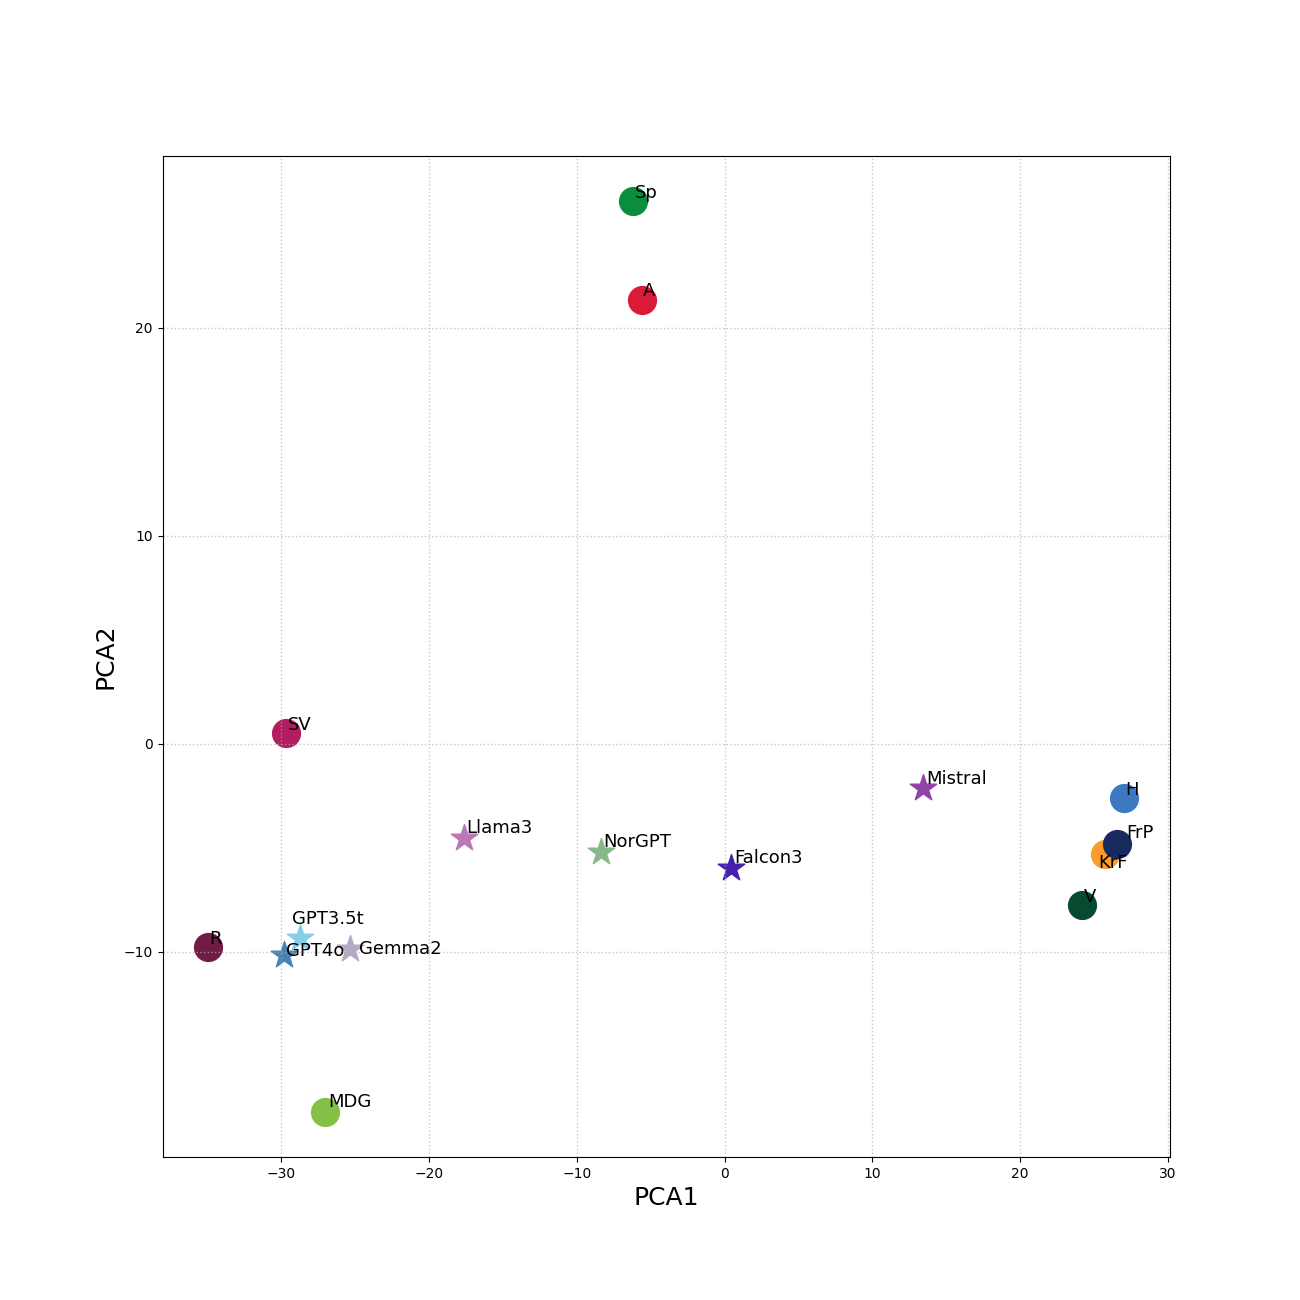 Sp
A
20
10
PCA2
SV
0
Mistral
H
Llama3
FrP
NorGPT
Falcon3
KrF
V
GPT3.5t
R
GPT4o
Gemma2
−10
MDG
−30
−20
−10
0
10
20
30
PCA1